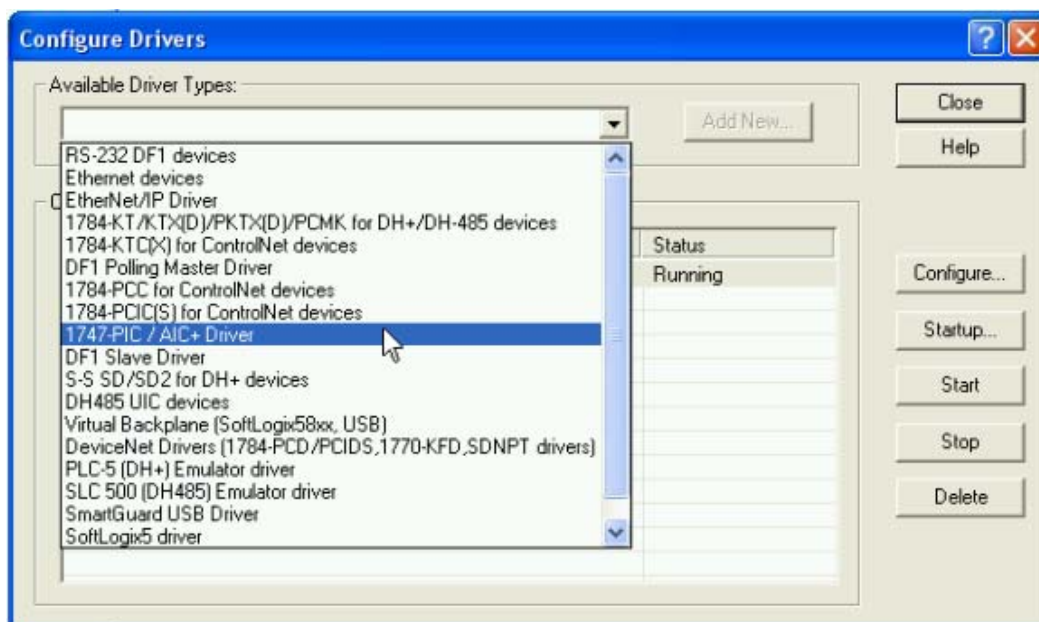 Configure Drivers
Available Driver Types:
Add New...
Close
Help
RS-232 DF1 devices
Ethernet devices
EtherNet/IP Driver
1784-KT/KTX(D)/PKTX(D)/PCMK for DH+/DH-485 devices
1784-KTC(X) for ControlNet devices
DF1 Polling Master Driver
1784-PCC for ControlNet devices
1784-PCIC(S) for ControlNet devices
1747-PIC / AIC+ Driver
DF1 Slave Driver
S-S SD/SD2 for DH+ devices
DH485 UIC devices
Virtual Backplane (SoftLogix58xx, USB)
DeviceNet Drivers (1784-PCD/PCIDS,1770-KFD,SDNPT drivers)
PLC-5 (DH+) Emulator driver
SLC 500 (DH485) Emulator driver
SmartGuard USB Driver
SoftLogix5 driver
Status
Running
Configure...
Startup...
Start
Stop
Delete